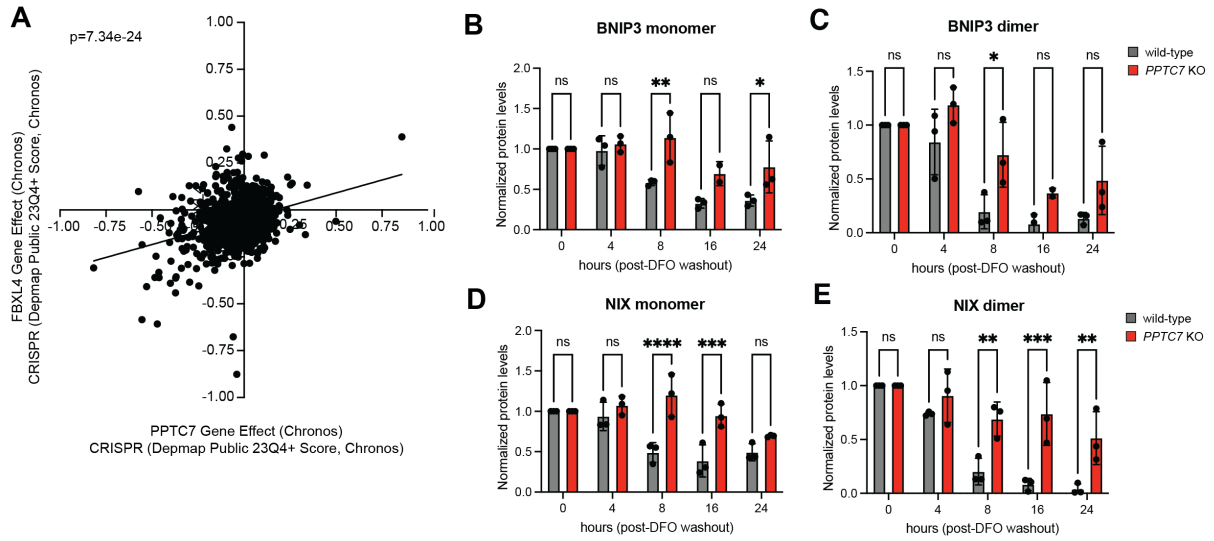 A
p=7.34e-24
1.00
0.75
0.50
0.25
-1.00 -0.75 -0.50 -0.25 0.25 0.50 0.75 1.00
-0.50
-0.75
-1.00
FBXL4 Gene Effect (Chronos)
CRISPR (Depmap Public 23Q4+ Score, Chronos)
PPTC7 Gene Effect (Chronos)
CRISPR (Depmap Public 23Q4+ Score, Chronos)
B
BNIP3 monomer
Normalized protein levels
2.0
1.5
1.0
0.5
0.0
ns ns ** ns *
0 4 8 16 24
hours (post-DFO washout)
C
BNIP3 dimer
Normalized protein levels
1.5
1.0
0.5
0.0
ns ns * ns ns
0 4 8 16 24
hours (post-DFO washout)
wild-type
PPTC7 KO
D
NIX monomer
Normalized protein levels
2.0
1.5
1.0
0.5
0.0
ns ns **** *** ns
0 4 8 16 24
hours (post-DFO washout)
E
NIX dimer
Normalized protein levels
1.5
1.0
0.5
0.0
ns ns ** *** **
0 4 8 16 24
hours (post-DFO washout)
wild-type
PPTC7 KO